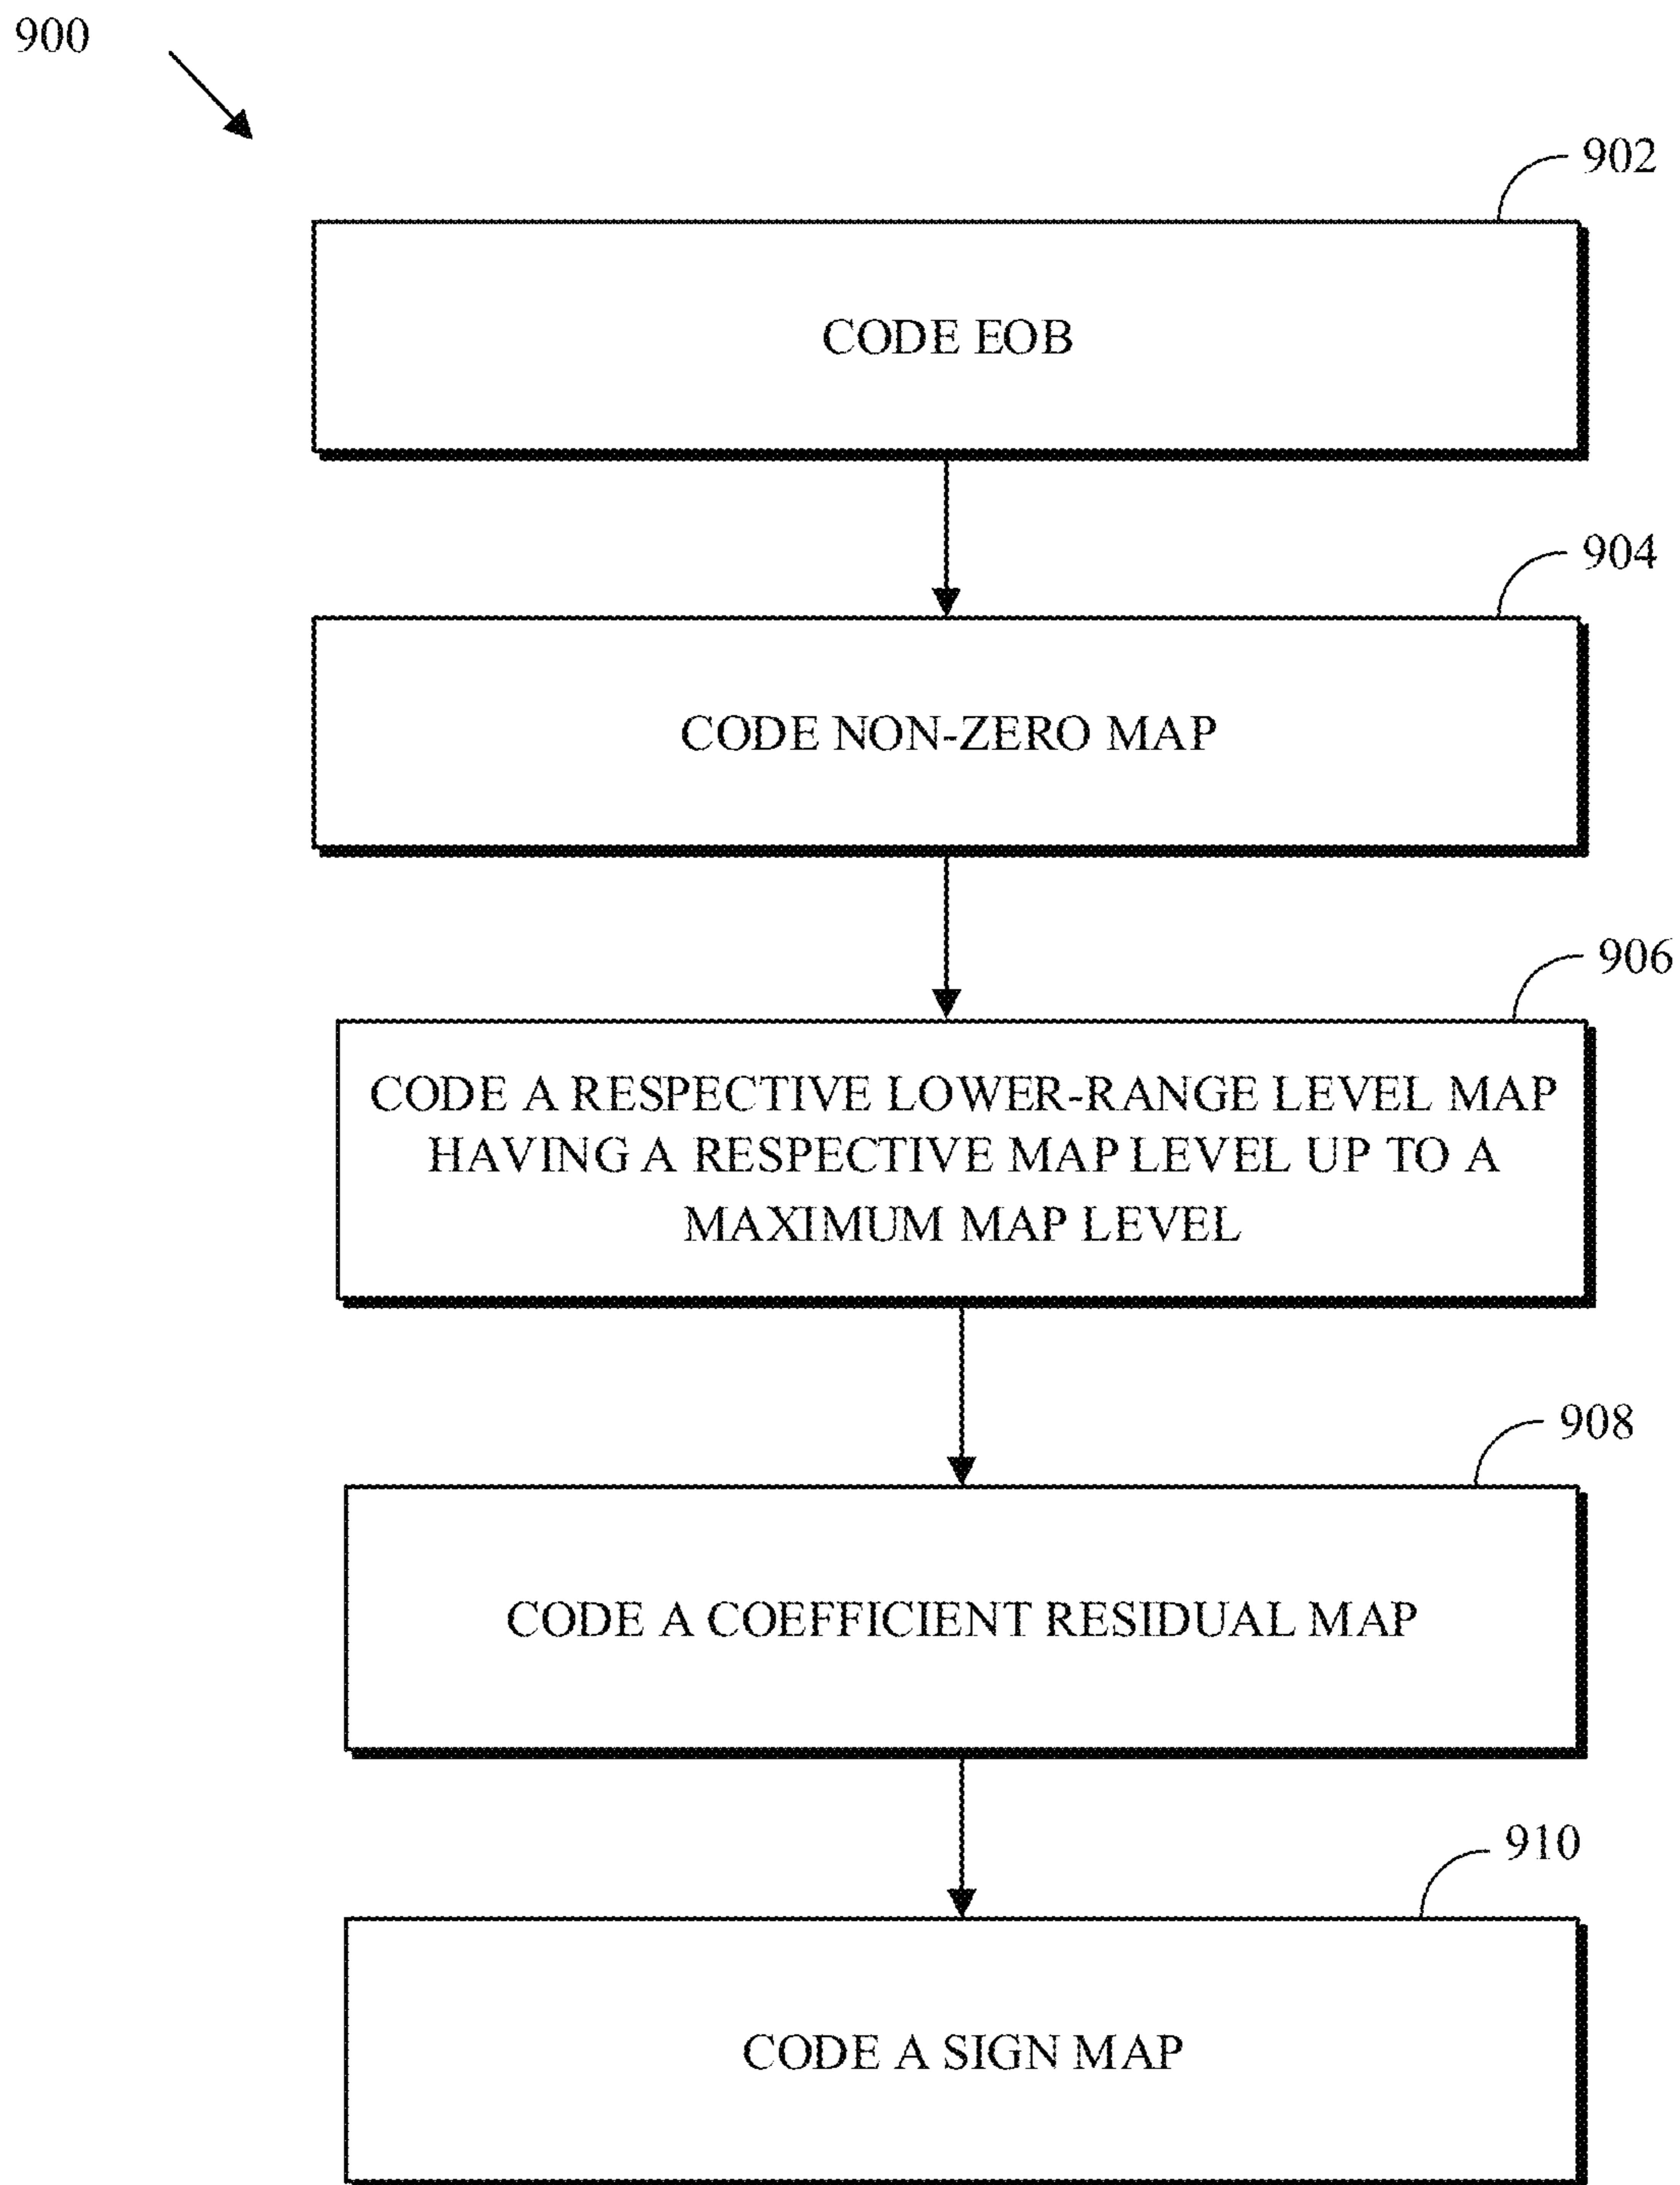 900
902
CODE EOB
904
CODE NON-ZERO MAP
906
CODE A RESPECTIVE LOWER-RANGE LEVEL MAP
HAVING A RESPECTIVE MAP LEVEL UP TO A
MAXIMUM MAP LEVEL
908
CODE A COEFFICIENT RESIDUAL MAP
910
CODE A SIGN MAP